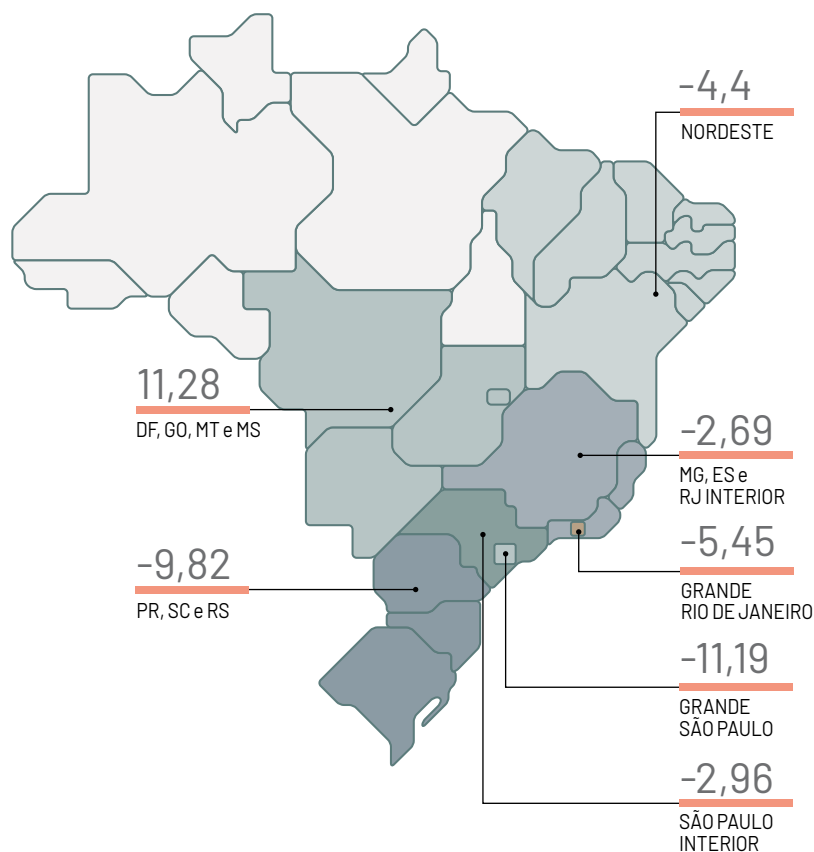 -4,4
NORDESTE
11,28
DF, GO, MT e MS
-2,69
MG, ES e
RJ INTERIOR
-9,82
PR, SC e RS
-5,45
GRANDE
RIO DE JANEIRO
-11,19
GRANDE
SÃO PAULO
-2,96
SÃO PAULO
INTERIOR